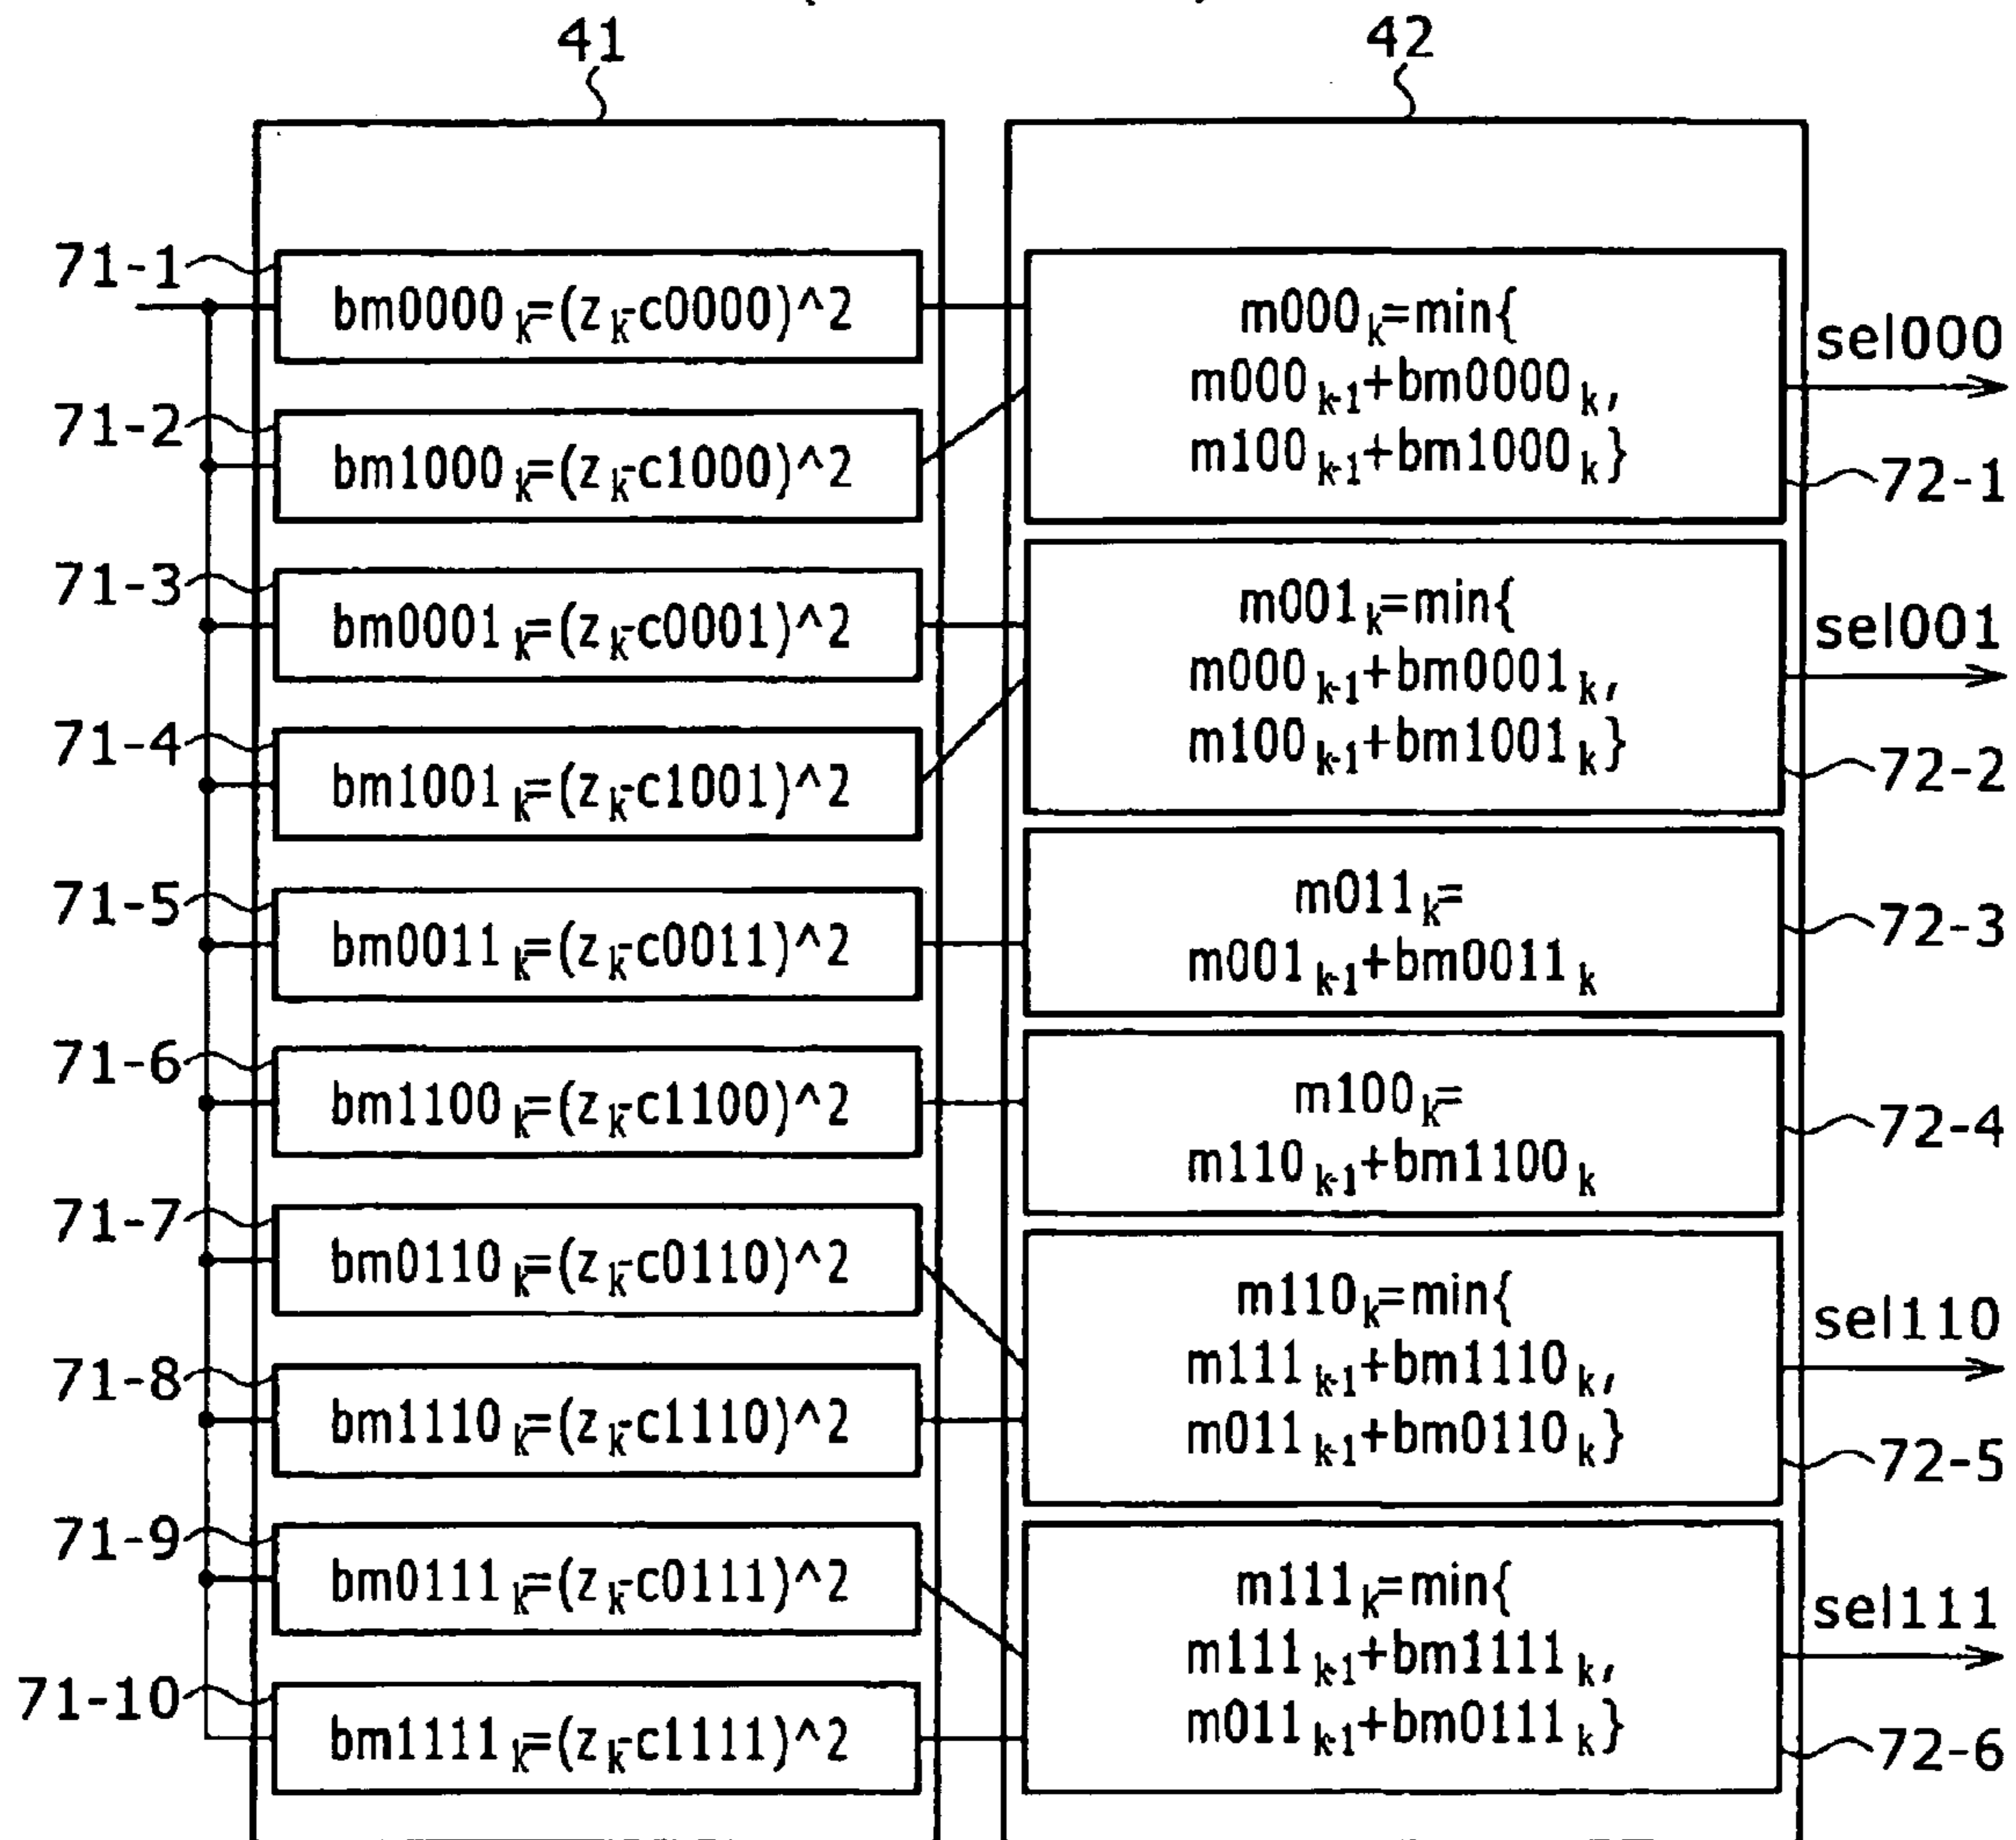 41
42
71-1
bm0000k=(zk-c0000)^2
71-2
bm1000k=(zk-c1000)^2
71-3
bm0001k=(zk-c0001)^2
71-4
bm1001k=(zk-c1001)^2
71-5
bm0011k=(zk-c0011)^2
71-6
bm1100k=(zk-c1100)^2
71-7
bm0110k=(zk-c0110)^2
71-8
bm1110k=(zk-c1110)^2
71-9
bm0111k=(zk-c0111)^2
71-10
bm1111k=(zk-c1111)^2
m000k=min{
m000k-1+bm0000k,
m100k-1+bm1000k}
sel000
72-1
m001k=min{
m000k-1+bm0001k,
m100k-1+bm1001k}
sel001
72-2
m011k=
m001k-1+bm0011k
72-3
m100k=
m110k-1+bm1100k
72-4
m110k=min{
m111k-1+bm1110k,
m011k-1+bm0110k}
sel110
72-5
m111k=min{
m111k-1+bm1111k,
m011k-1+bm0111k}
sel111
72-6